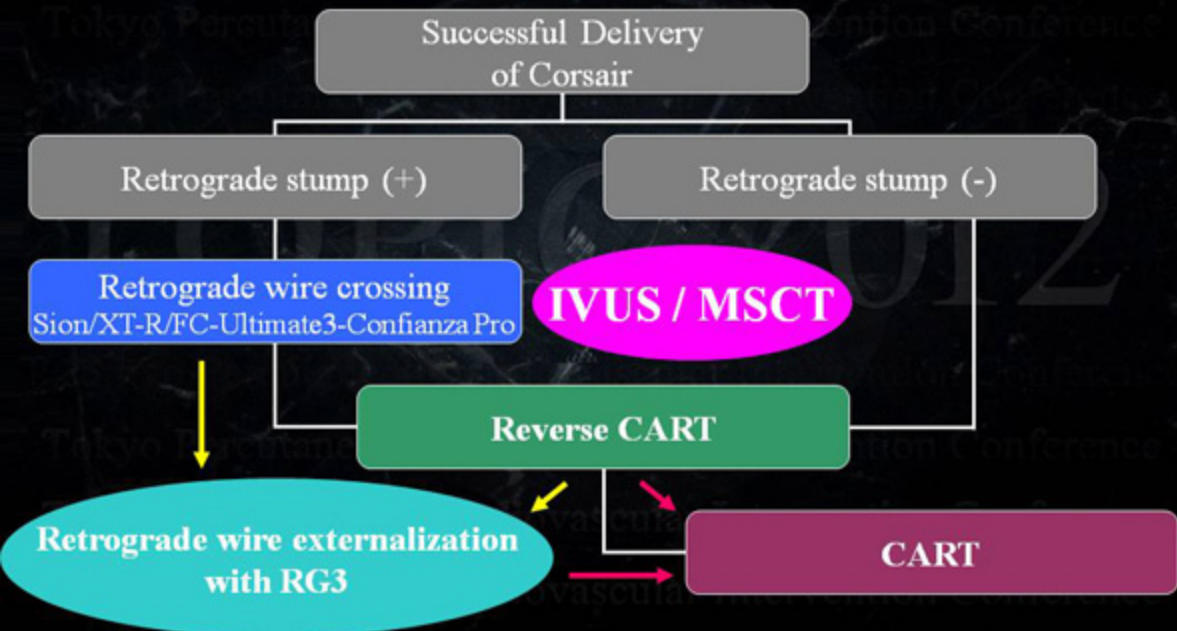 Successful Delivery
of Corsair
Retrograde stump (+)
Retrograde stump (-)
Retrograde wire crossing
Sion/XT-R/FC-Ultimate3-Confianza Pro
IVUS / MSCT
Reverse CART
Retrograde wire externalization
with RG3
CART